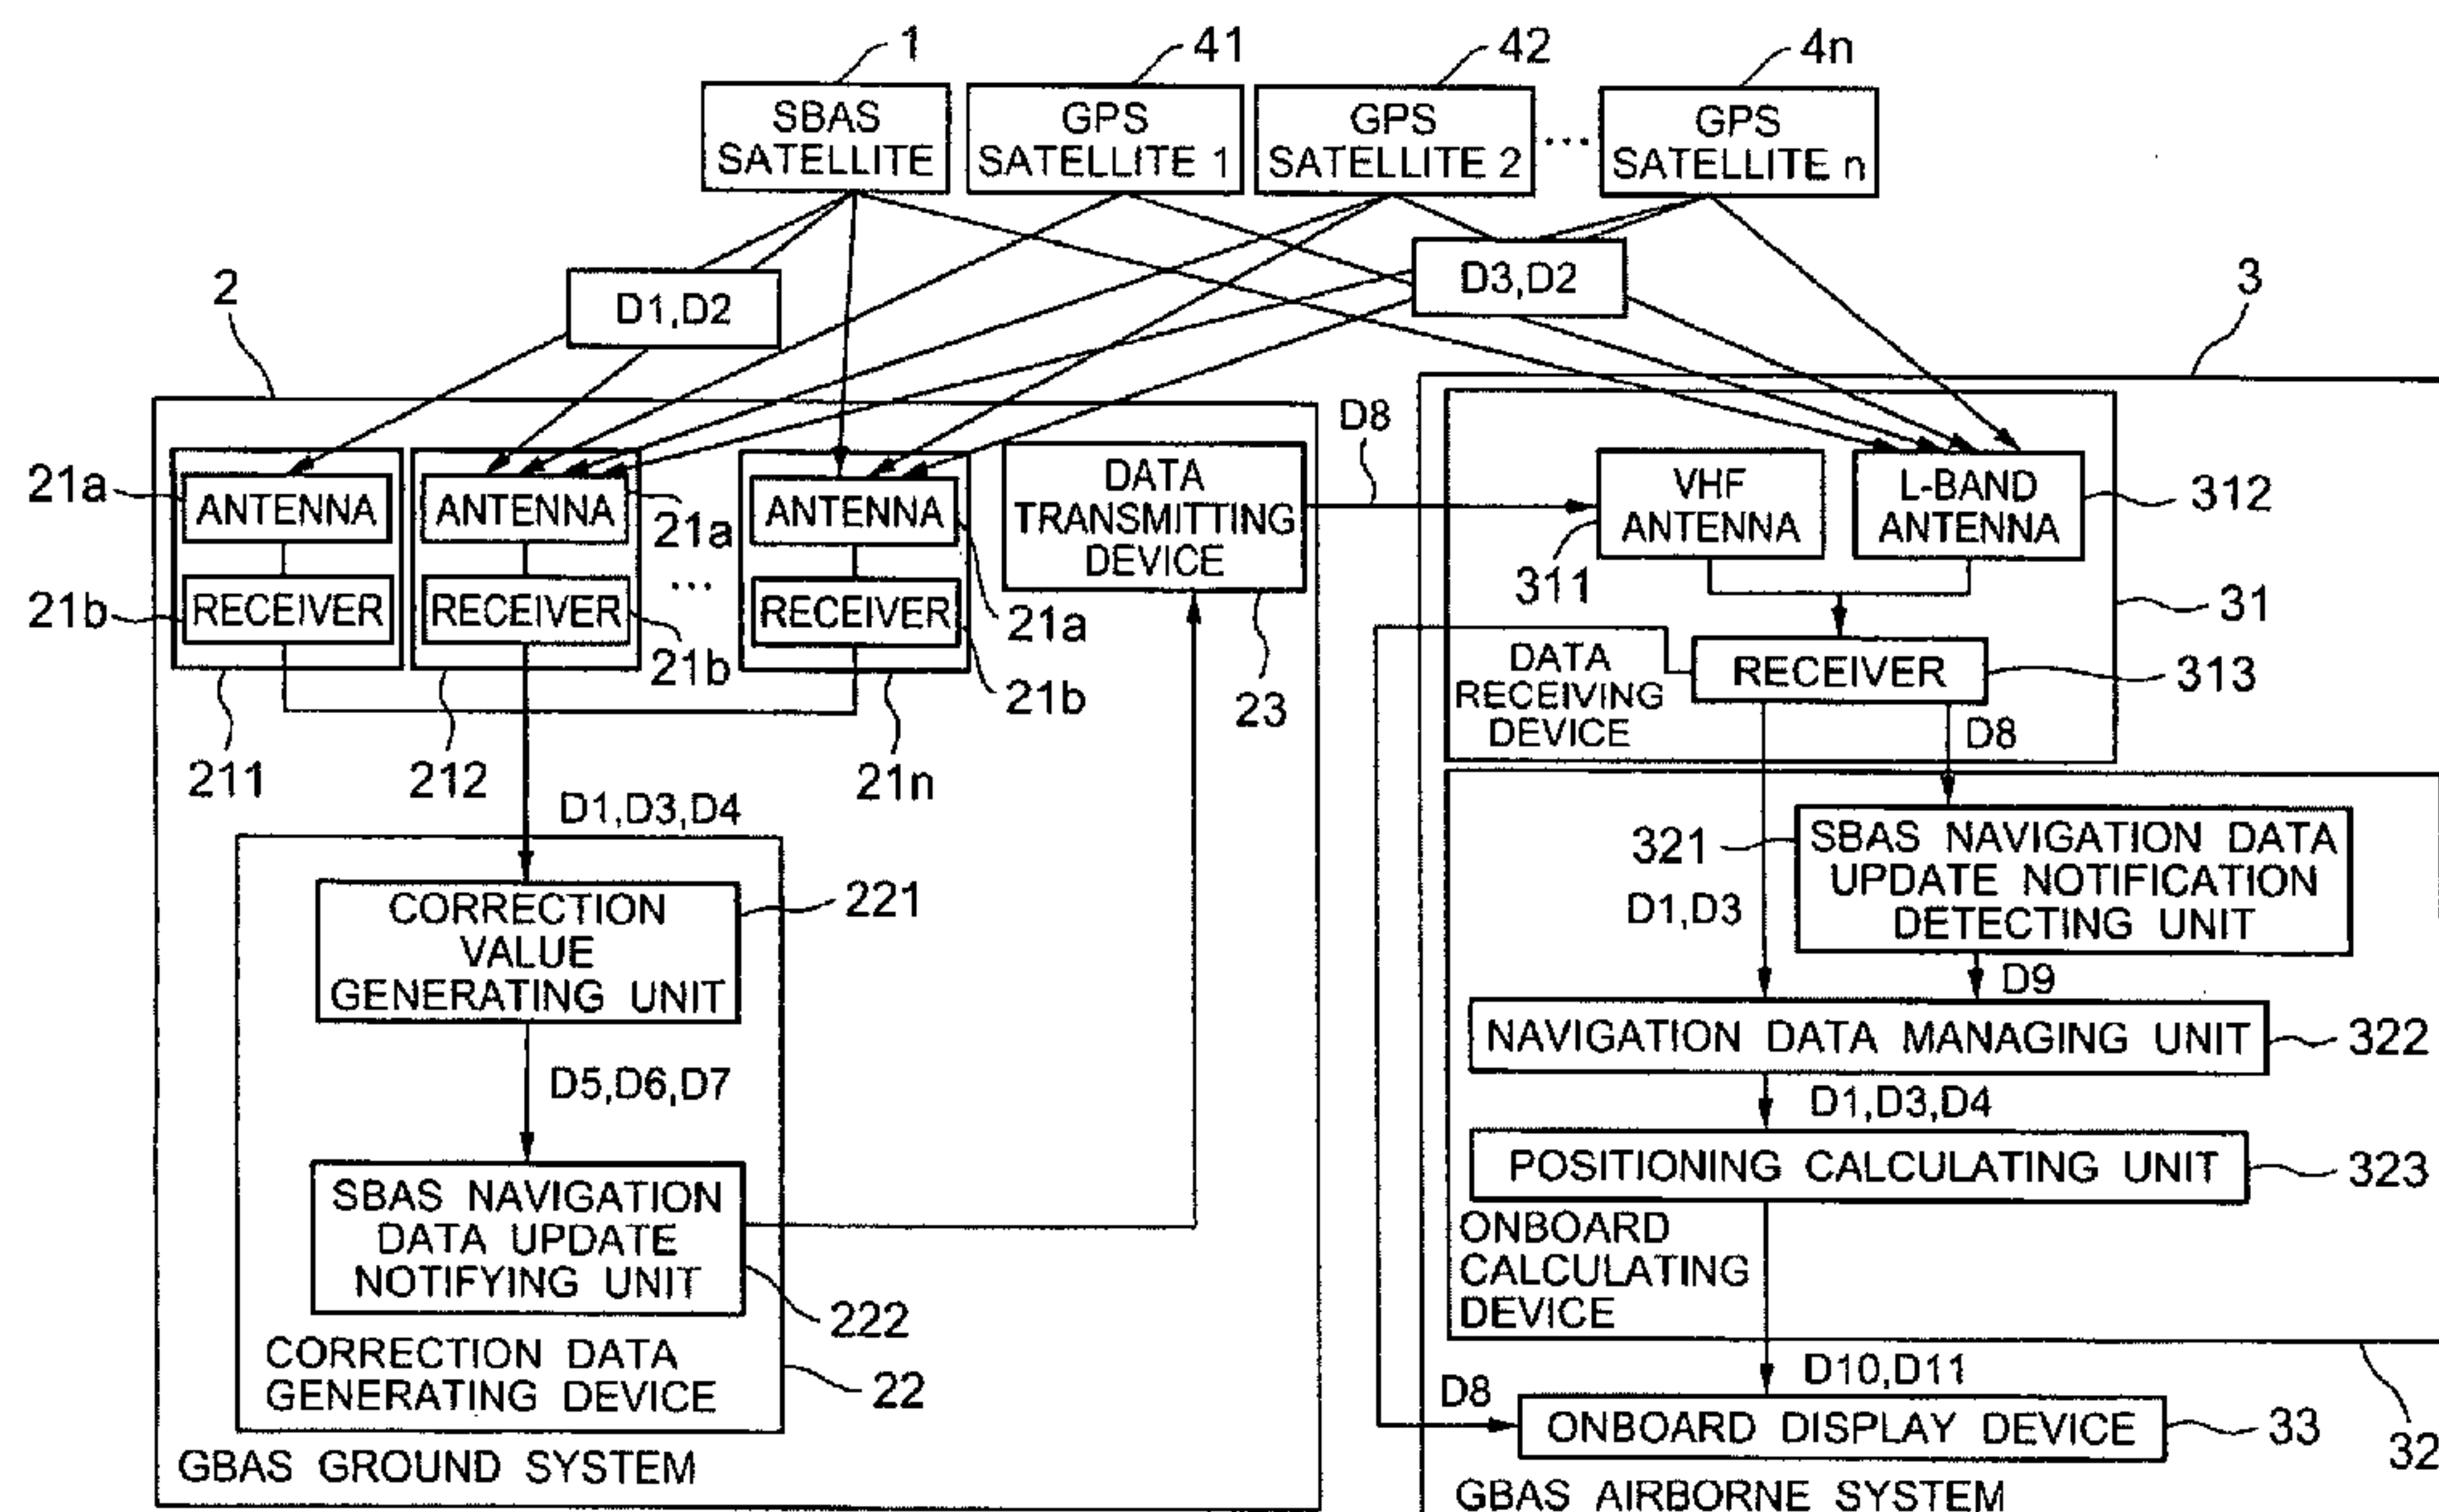 1
41
42
4n
SBAS
SATELLITE
GPS
SATELLITE 1
GPS
SATELLITE 2
...
GPS
SATELLITE n
D1,D2
D3,D2
2
3
21a
ANTENNA
ANTENNA
21a
ANTENNA
21a
21b
RECEIVER
RECEIVER
21b
...
RECEIVER
21b
211
212
21n
DATA
TRANSMITTING
DEVICE
23
D8
VHF
ANTENNA
311
L-BAND
ANTENNA
312
31
DATA
RECEIVING
DEVICE
RECEIVER
313
D8
D1,D3,D4
CORRECTION
VALUE
GENERATING UNIT
221
D5,D6,D7
SBAS NAVIGATION
DATA UPDATE
NOTIFYING UNIT
222
CORRECTION DATA
GENERATING DEVICE
22
GBAS GROUND SYSTEM
321
SBAS NAVIGATION DATA
UPDATE NOTIFICATION
DETECTING UNIT
D1,D3
D9
NAVIGATION DATA MANAGING UNIT
322
D1,D3,D4
POSITIONING CALCULATING UNIT
323
ONBOARD
CALCULATING
DEVICE
D10,D11
32
D8
ONBOARD DISPLAY DEVICE
33
GBAS AIRBORNE SYSTEM